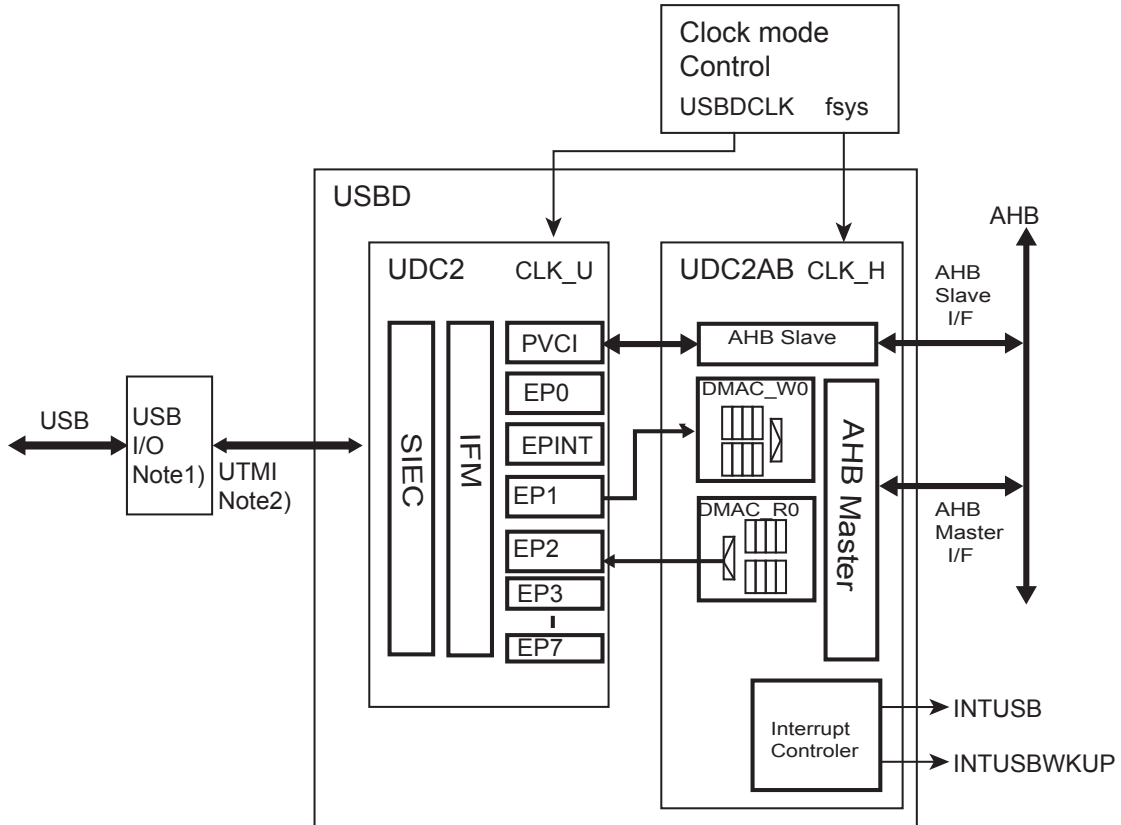 Clock mode
Control
USBDCLK fsys
USBD
AHB
UDC2 CLK_U
UDC2AB CLK_H
AHB
Slave
I/F
PVCI
AHB Slave
EP0
DMAC_W0
USB
USB
I/O
Note1)
UTMI
Note2)
SIEC
IFM
EPINT
EP1
AHB Master
DMAC_R0
AHB
Master
I/F
EP2
EP3
EP7
Interrupt
Controler
INTUSB
INTUSBWKUP